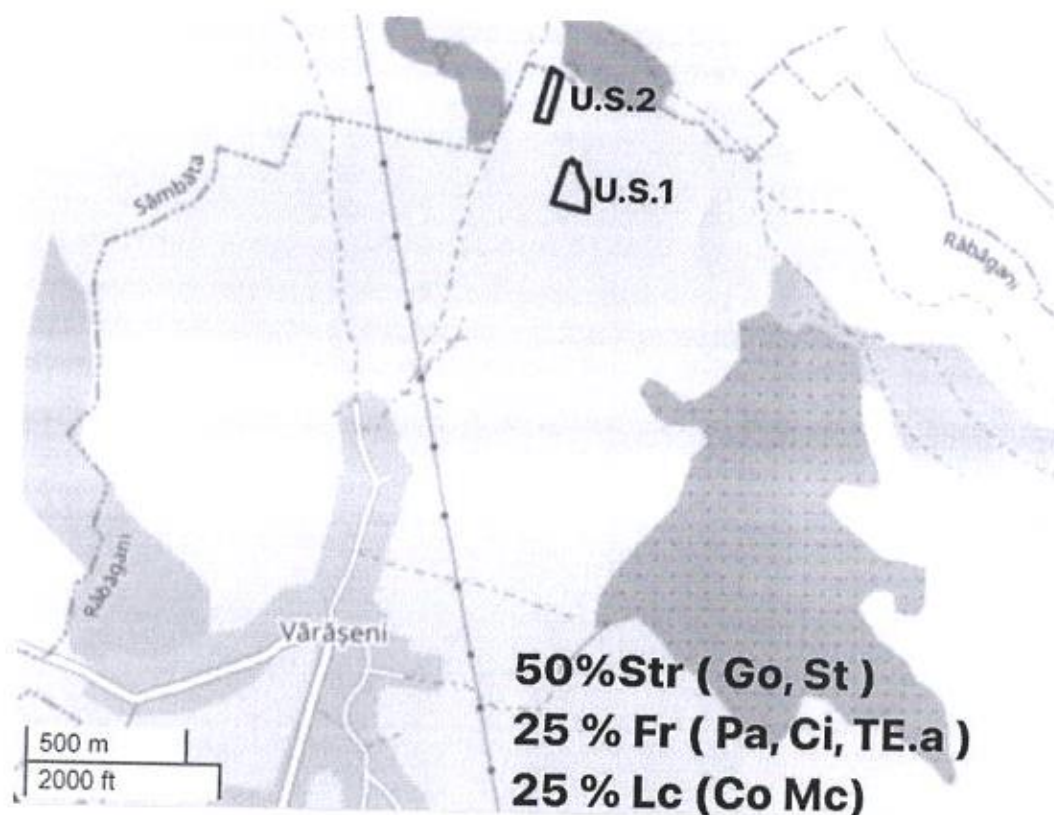 U.S.2
U.S.1
Sâmbăta
Răbăgani
Răbăgani
Vărășeni
50%Str ( Go, St )
25 % Fr ( Pa, Ci, TE.a )
25 % Lc (Co Mc)
500 m
2000 ft